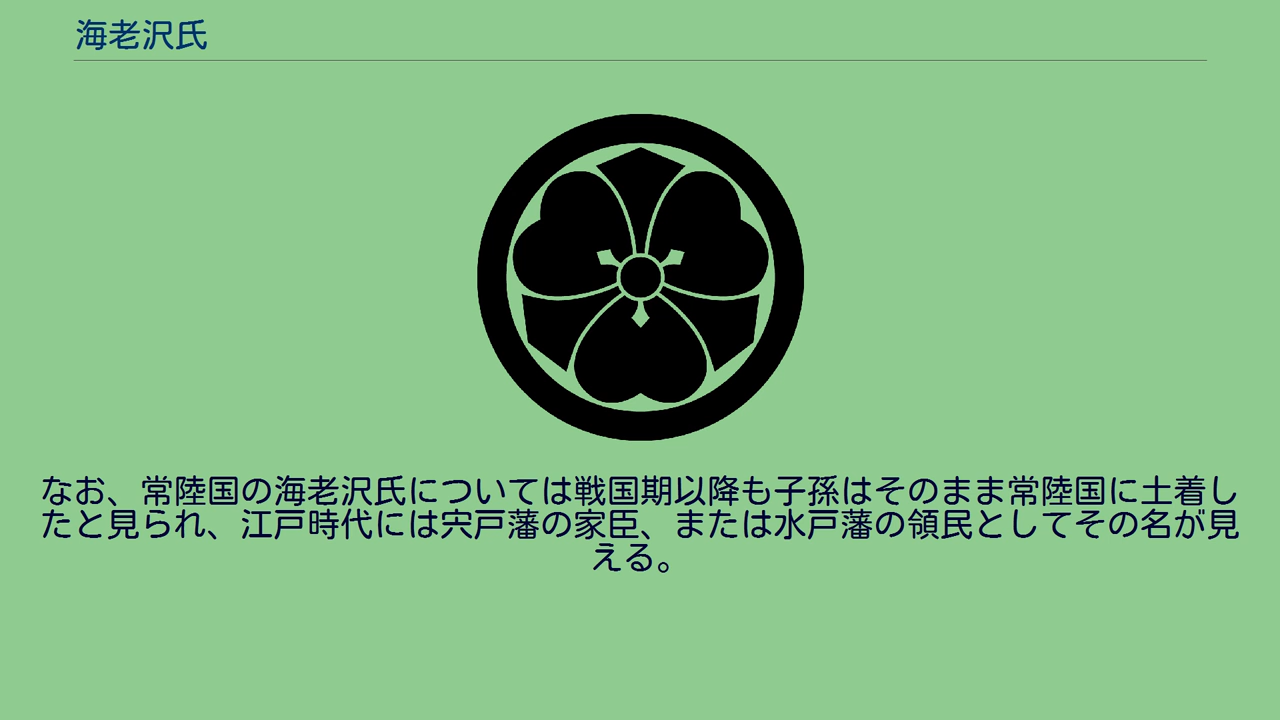 海老沢氏
なお、常陸国の海老沢氏については戦国期以降も子孫はそのまま常陸国に土着し
たと見られ、江戸時代には宍戸藩の家臣、または水戸藩の領民としてその名が見
える。